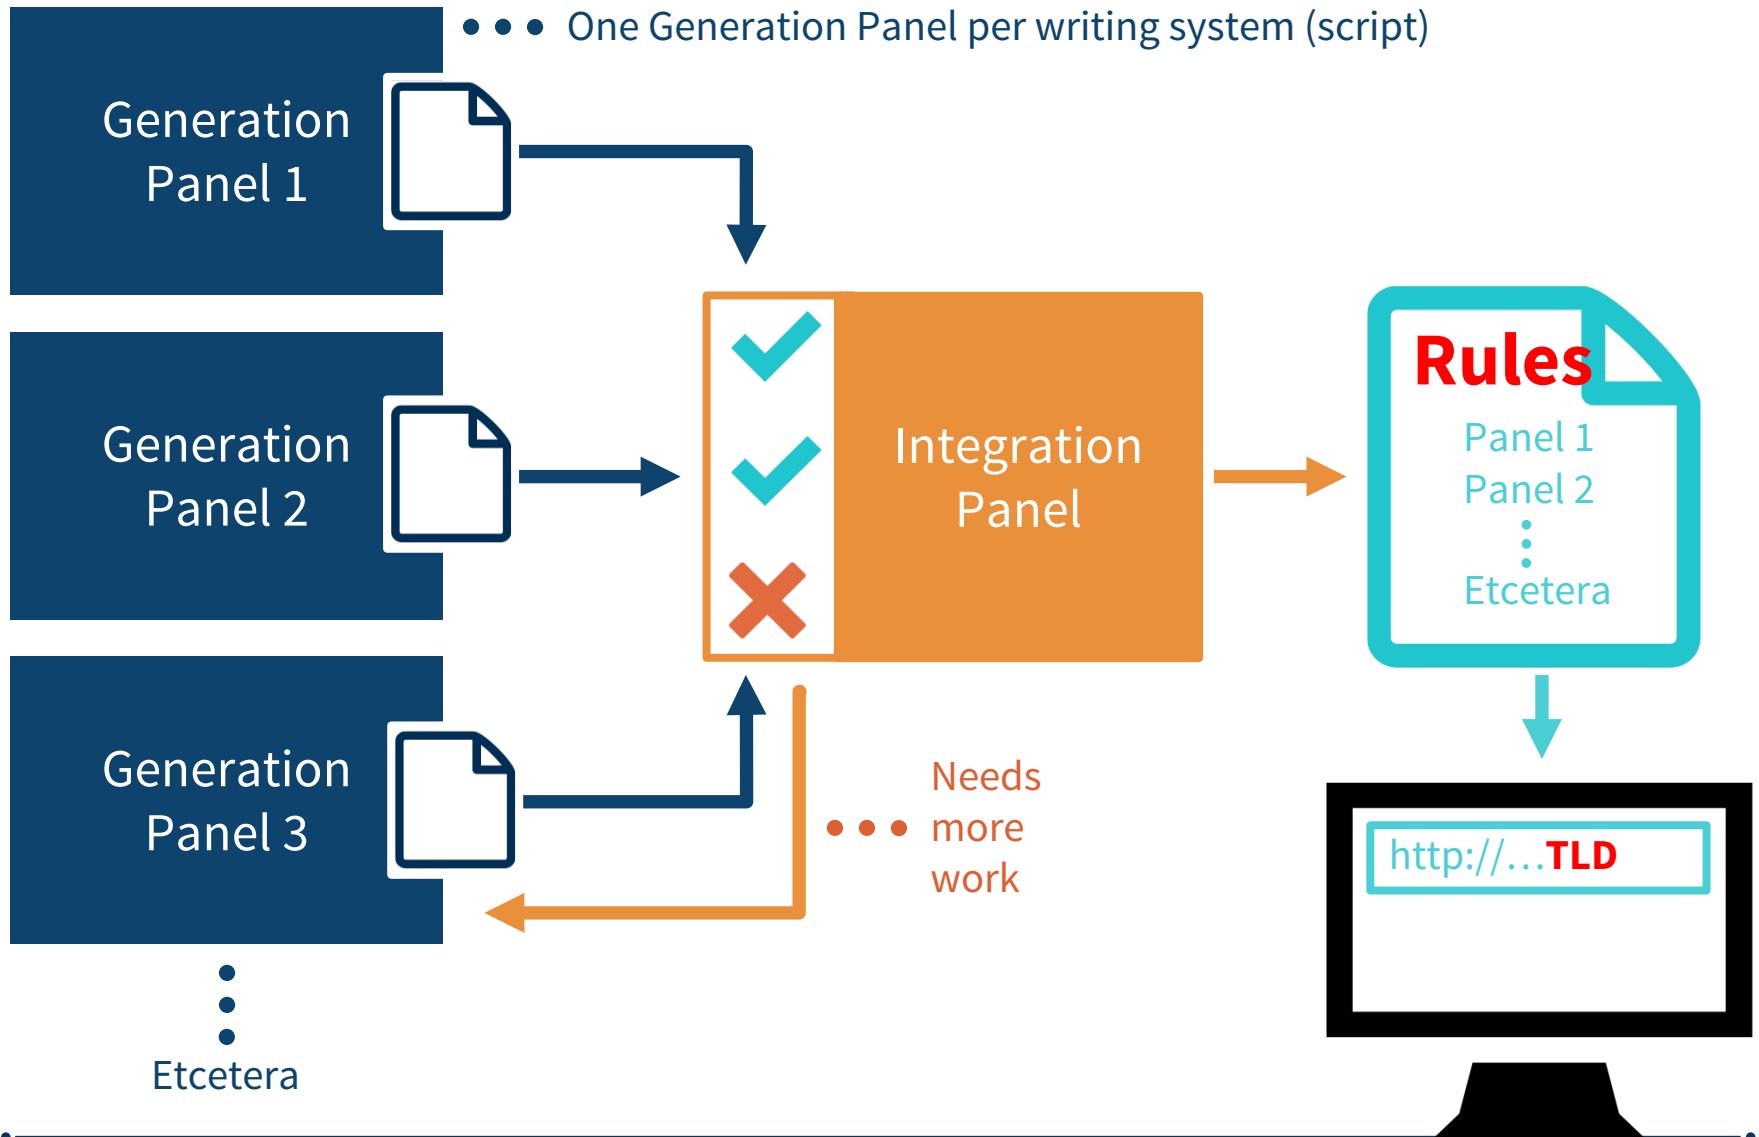 One Generation Panel per writing system (script)
Generation
Panel 1
Generation
Panel 2
Generation
Panel 3
Etcetera
Integration
Panel
Needs
more
work
Rules
Panel 1
Panel 2
Etcetera
http://...TLD